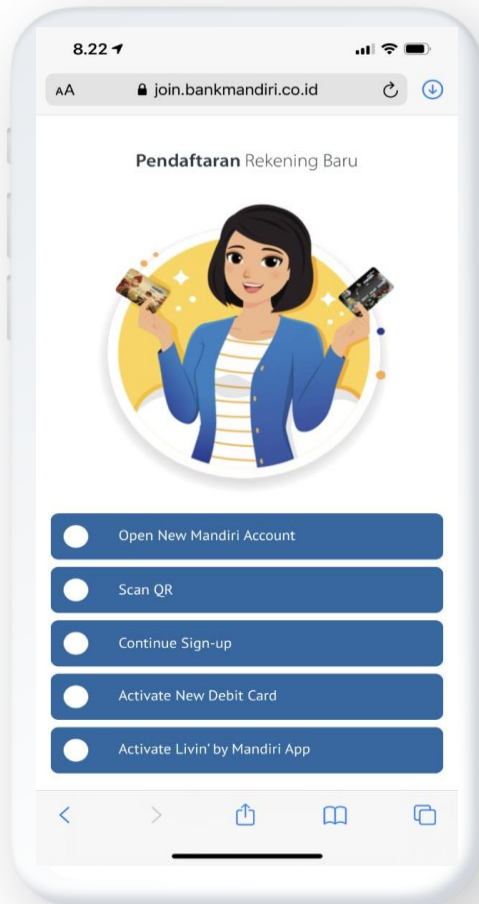 8.22
AA join.bankmandiri.co.id
Pendaftaran Rekening Baru
Open New Mandiri Account
Scan QR
Continue Sign-up
Activate New Debit Card
Activate Livin' by Mandiri App